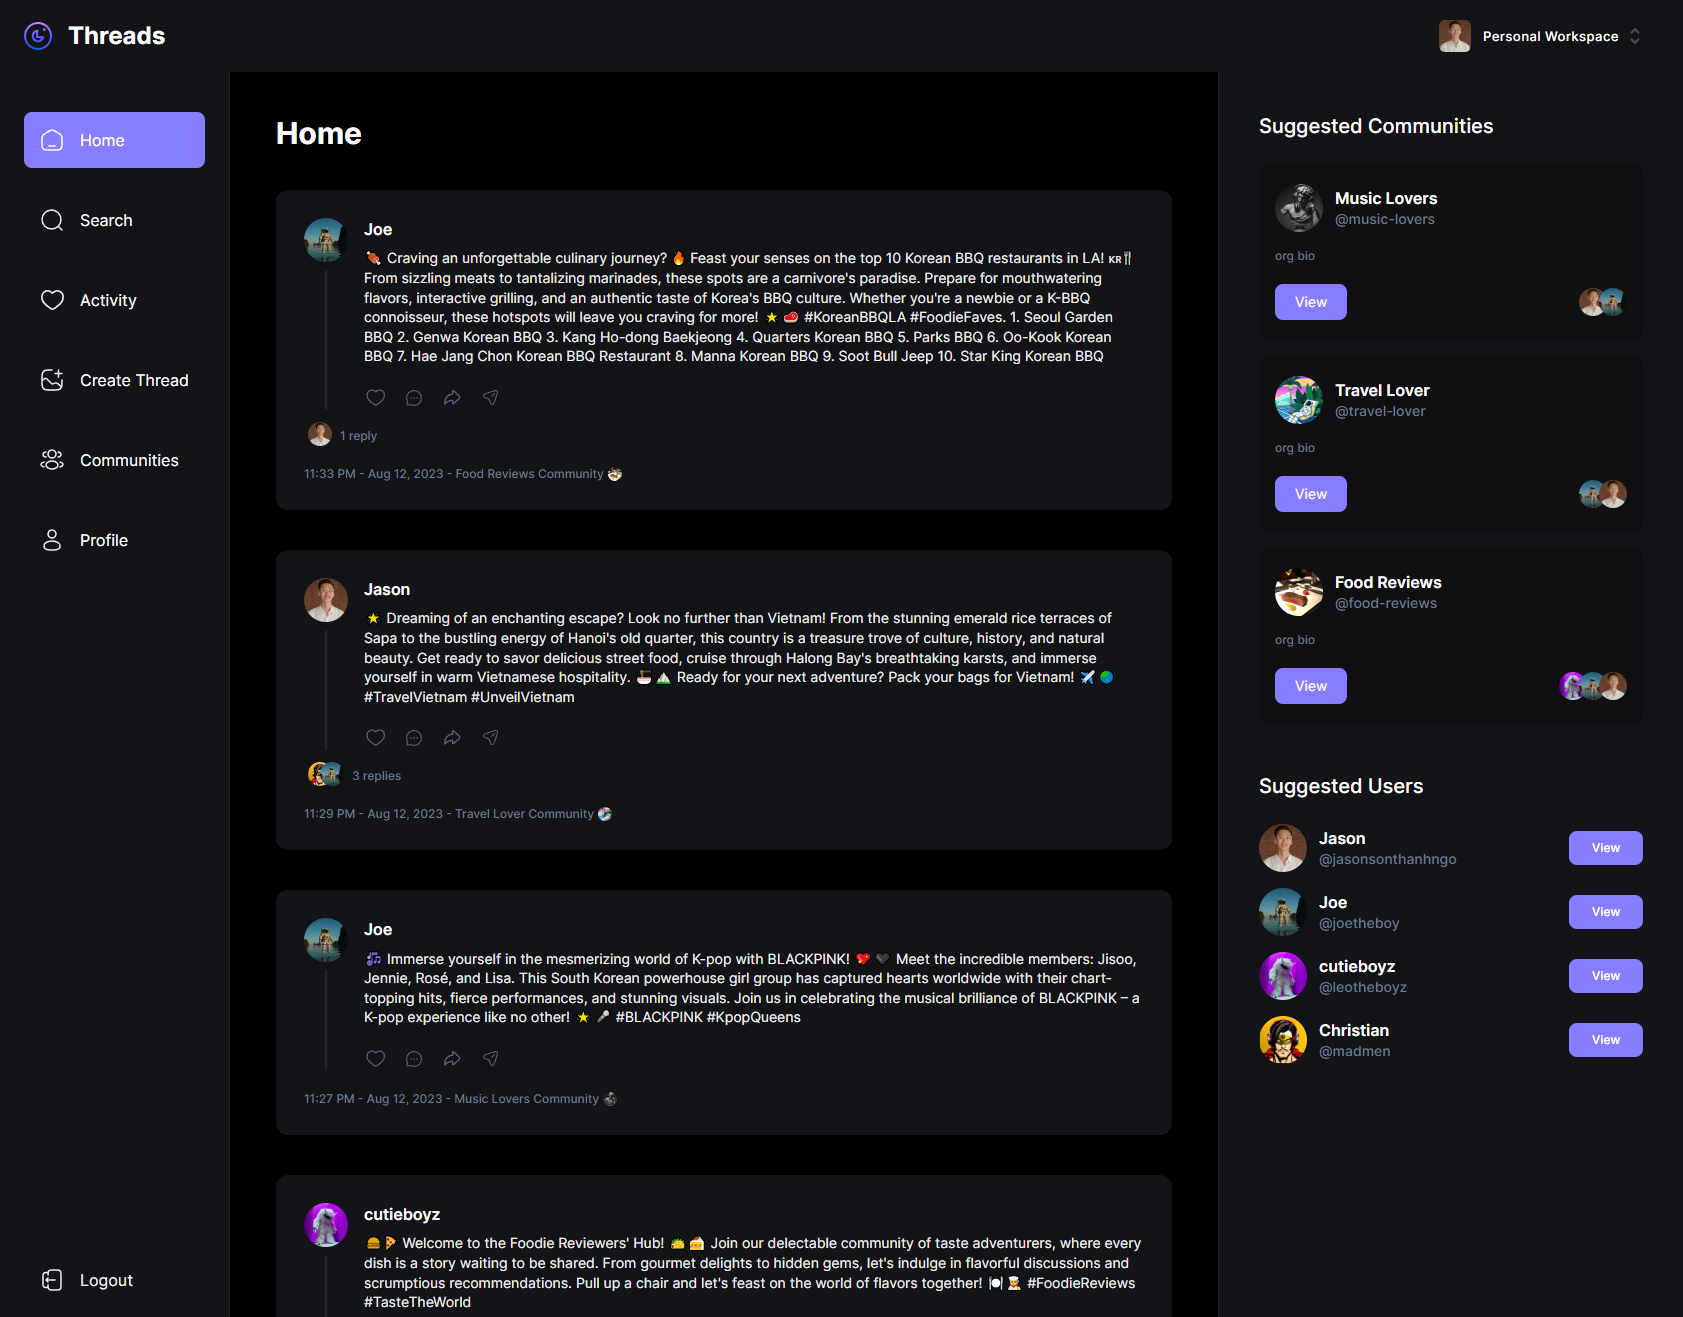 Threads
Personal Workspace
Home
Search
Activity
Create Thread
Communities
Profile
Logout
Home
Joe
🍖 Craving an unforgettable culinary journey? 🔥 Feast your senses on the top 10 Korean BBQ restaurants in LA! 🇰🇷🍴
From sizzling meats to tantalizing marinades, these spots are a carnivore's paradise. Prepare for mouthwatering
flavors, interactive grilling, and an authentic taste of Korea's BBQ culture. Whether you're a newbie or a K-BBQ
connoisseur, these hotspots will leave you craving for more! ⭐ 🥩 #KoreanBBQLA #FoodieFaves. 1. Seoul Garden
BBQ 2. Genwa Korean BBQ 3. Kang Ho-dong Baekjeong 4. Quarters Korean BBQ 5. Parks BBQ 6. Oo-Kook Korean
BBQ 7. Hae Jang Chon Korean BBQ Restaurant 8. Manna Korean BBQ 9. Soot Bull Jeep 10. Star King Korean BBQ
1 reply
11:33 PM - Aug 12, 2023 - Food Reviews Community
Jason
⭐ Dreaming of an enchanting escape? Look no further than Vietnam! From the stunning emerald rice terraces of
Sapa to the bustling energy of Hanoi's old quarter, this country is a treasure trove of culture, history, and natural
beauty. Get ready to savor delicious street food, cruise through Halong Bay's breathtaking karsts, and immerse
yourself in warm Vietnamese hospitality. 🍜 🏔️ Ready for your next adventure? Pack your bags for Vietnam! ✈️ 🌏
#TravelVietnam #UnveilVietnam
3 replies
11:29 PM - Aug 12, 2023 - Travel Lover Community
Joe
🎶 Immerse yourself in the mesmerizing world of K-pop with BLACKPINK! 💖 🖤 Meet the incredible members: Jisoo,
Jennie, Rosé, and Lisa. This South Korean powerhouse girl group has captured hearts worldwide with their chart-
topping hits, fierce performances, and stunning visuals. Join us in celebrating the musical brilliance of BLACKPINK – a
K-pop experience like no other! ⭐ 🎤 #BLACKPINK #KpopQueens
11:27 PM - Aug 12, 2023 - Music Lovers Community
cutieboyz
🍔 🍕 Welcome to the Foodie Reviewers' Hub! 🌮 🍰 Join our delectable community of taste adventurers, where every
dish is a story waiting to be shared. From gourmet delights to hidden gems, let's indulge in flavorful discussions and
scrumptious recommendations. Pull up a chair and let's feast on the world of flavors together! 🍽️ 👨‍🍳 #FoodieReviews
#TasteTheWorld
Suggested Communities
Music Lovers
@music-lovers
org bio
View
Travel Lover
@travel-lover
org bio
View
Food Reviews
@food-reviews
org bio
View
Suggested Users
Jason
@jasonsonthanhngo
View
Joe
@joetheboy
View
cutieboyz
@leotheboyz
View
Christian
@madmen
View